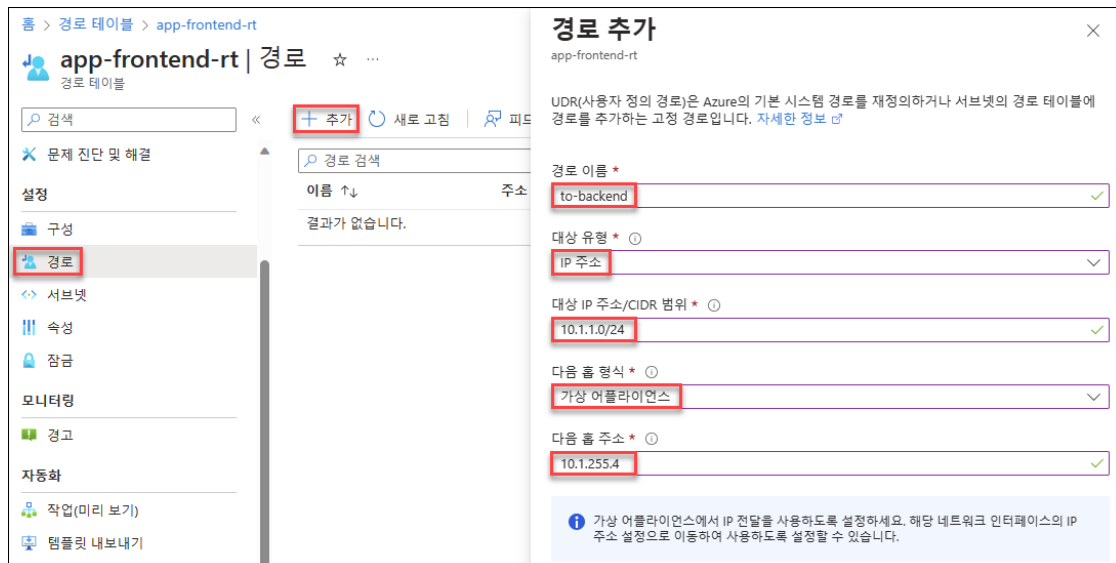 홈 > 경로 테이블 > app-frontend-rt
app-frontend-rt | 경로 ☆ ...
경로 테이블
검색 «
문제 진단 및 해결
설정
구성
경로
서브넷
속성
잠금
모니터링
경고
자동화
작업(미리 보기)
템플릿 내보내기
+ 추가 새로 고침
경로 검색
이름 ↑↓ 주소
결과가 없습니다.
경로 추가
app-frontend-rt
UDR(사용자 정의 경로)은 Azure의 기본 시스템 경로를 재정의하거나 서브넷의 경로 테이블에
경로를 추가하는 고정 경로입니다. 자세한 정보
경로 이름 *
to-backend
대상 유형 *
IP 주소
대상 IP 주소/CIDR 범위 *
10.1.1.0/24
다음 홉 형식 *
가상 어플라이언스
다음 홉 주소 *
10.1.255.4
가상 어플라이언스에서 IP 전달을 사용하도록 설정하세요. 해당 네트워크 인터페이스의 IP
주소 설정으로 이동하여 사용하도록 설정할 수 있습니다.